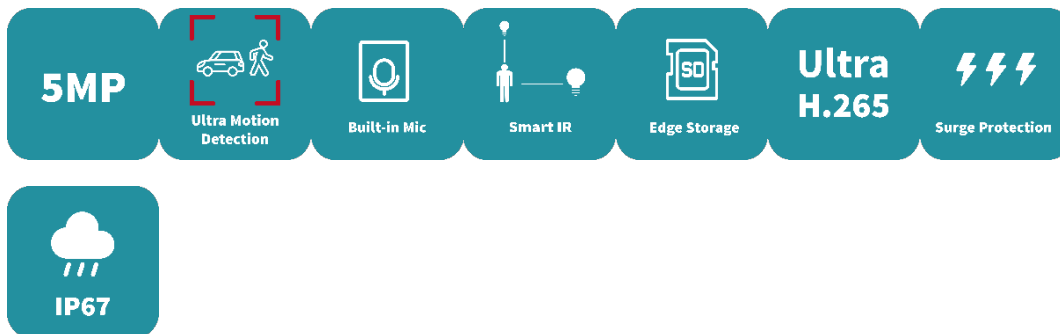 5MP
Ultra Motion
Detection
Built-in Mic
Smart IR
SD
Edge Storage
Ultra
H.265
Surge Protection
IP67